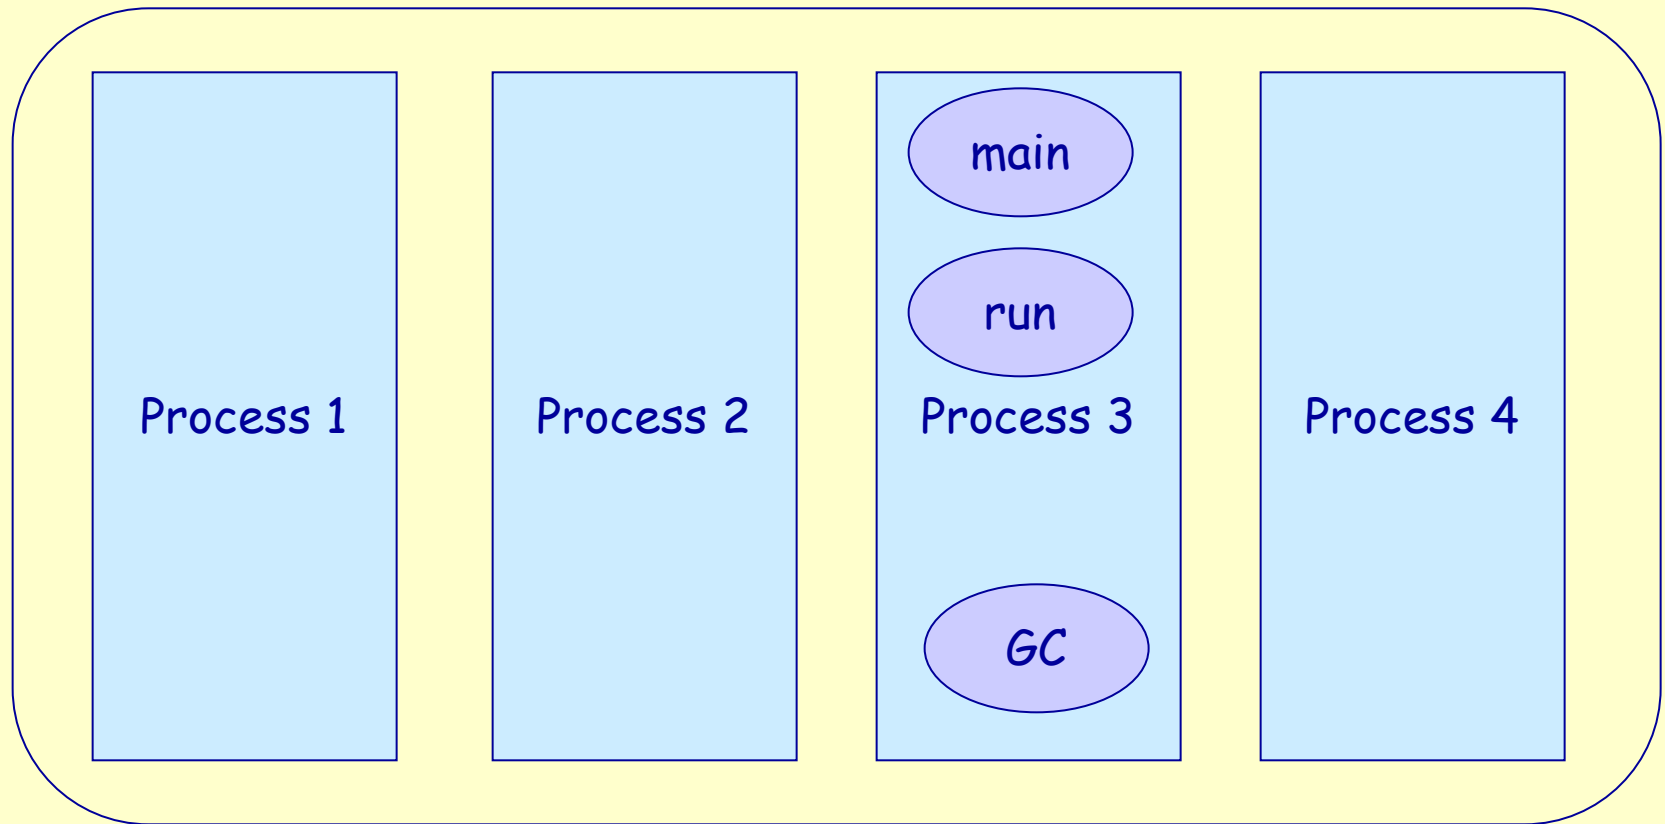 main
run
Process 1
Process 2
Process 3
Process 4
GC